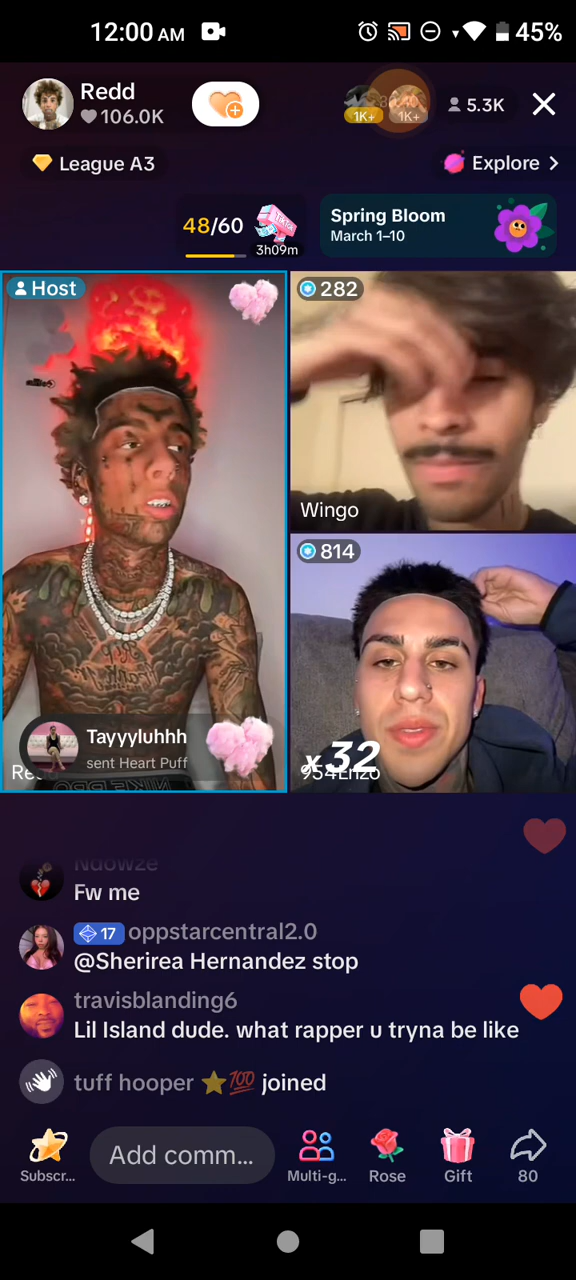 12:00 AM
45%
Redd
106.0K
1K+
1K+
5.3K
League A3
Explore >
48/60
TikTok
3h09m
Spring Bloom
March 1–10
Host
282
Wingo
814
Tayyyluhhh
sent Heart Puff
x32
Ndow2e
Fw me
17 oppstarcentral2.0
@Sherirea Hernandez stop
travisblanding6
Lil Island dude. what rapper u tryna be like
tuff hooper ⭐💯 joined
Add comm...
Subscr...
Multi-g...
Rose
Gift
80